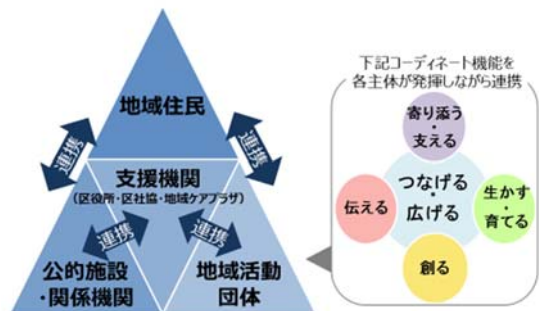 地域住民
連携
連携
支援機関
(区役所・区社協・地域ケアプラザ)
連携
連携
公的施設
・関係機関
地域活動
団体
下記コーディネート機能を
各主体が発揮しながら連携
寄り添う
・
支える
つなげる
・
広げる
伝える
生かす
・
育てる
創る